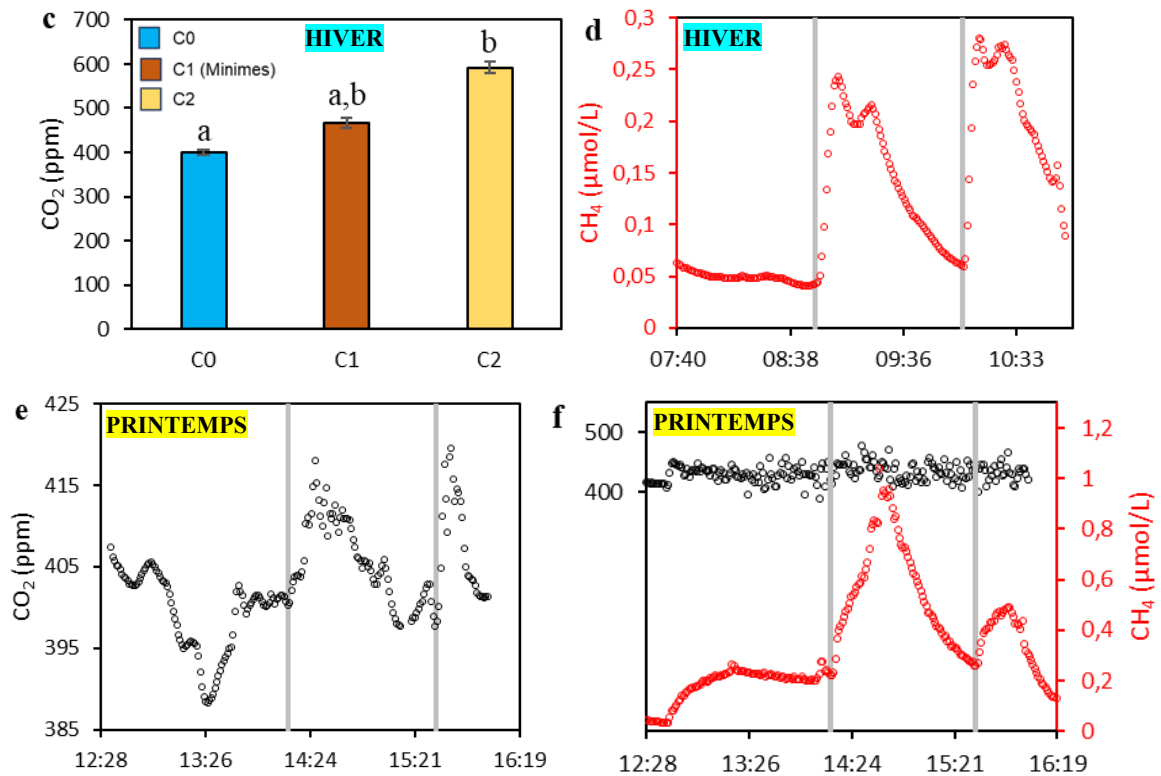 c
HIVER
C0
C1 (Minimes)
C2
a
a,b
b
CO₂ (ppm)
700
600
500
400
300
200
100
0
C0 C1 C2
d
HIVER
CH₄ (µmol/L)
0,3
0,25
0,2
0,15
0,1
0,05
0
07:40 08:38 09:36 10:33
e
PRINTEMPS
CO₂ (ppm)
425
415
405
395
385
12:28 13:26 14:24 15:21 16:19
f
PRINTEMPS
CO₂ (ppm)
500
400
1,2
1
0,8
0,6
0,4
0,2
0
CH₄ (µmol/L)
12:28 13:26 14:24 15:21 16:19